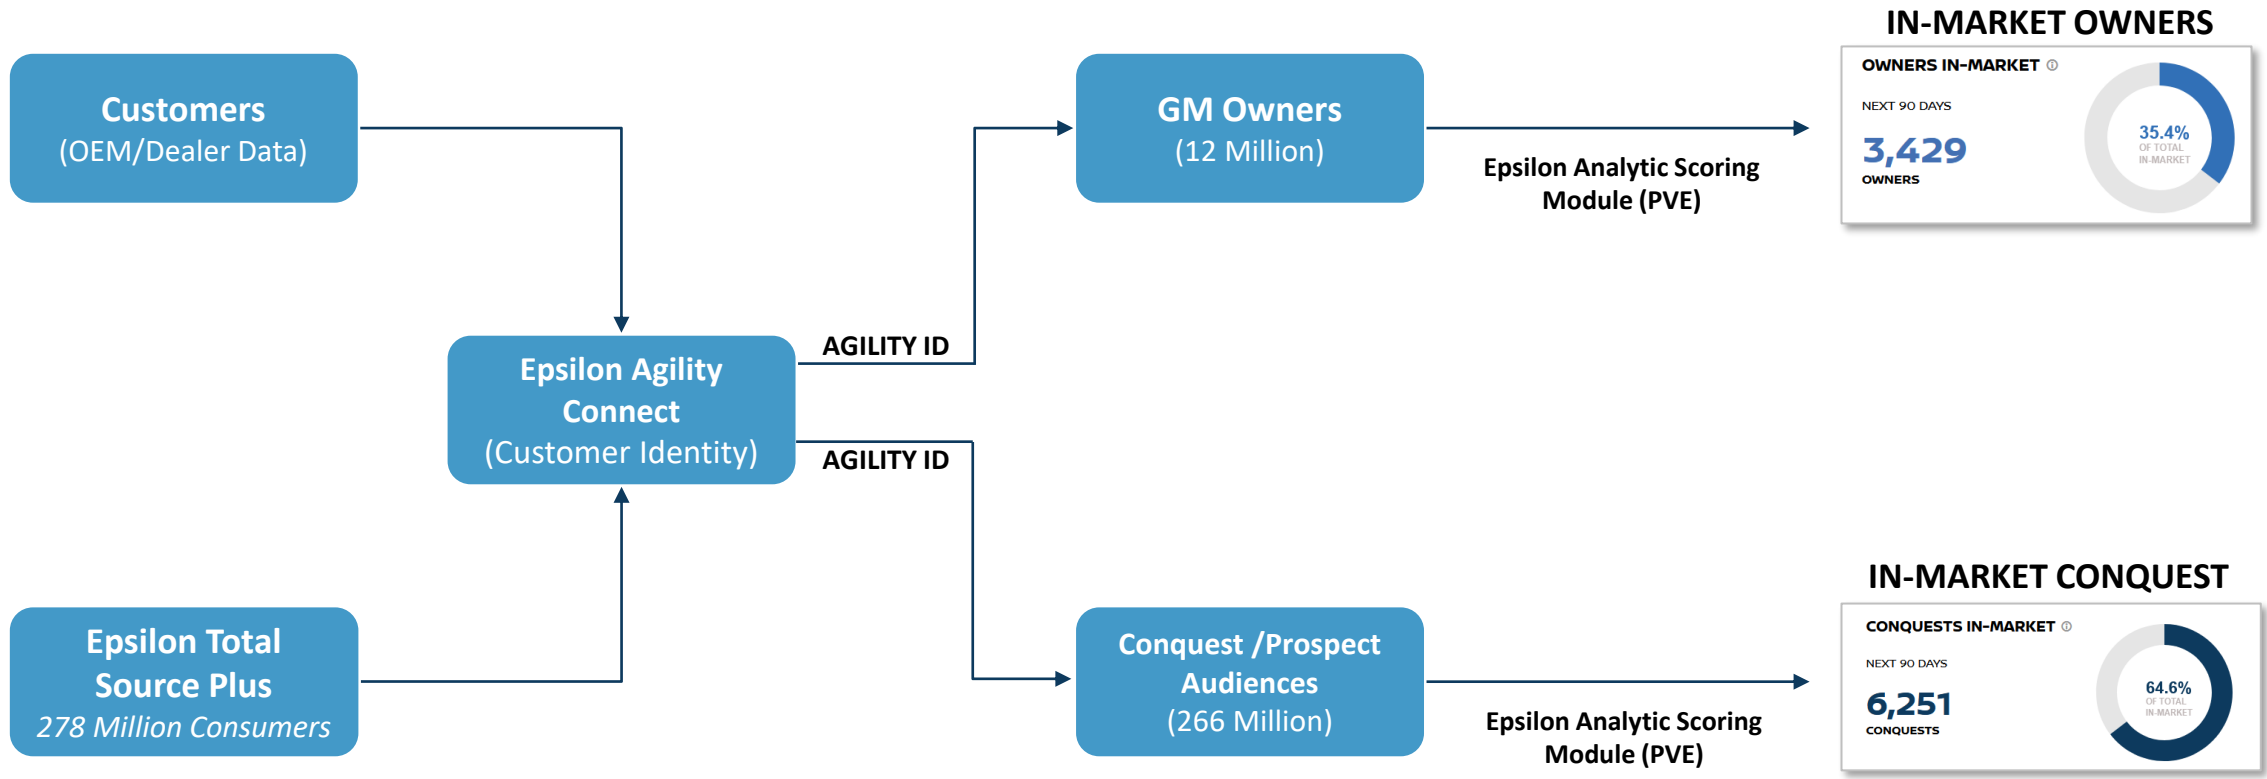 IN-MARKET OWNERS
Customers
(OEM/Dealer Data)
GM Owners
(12 Million)
Epsilon Analytic Scoring
Module (PVE)
OWNERS IN-MARKET ⓘ
NEXT 90 DAYS
3,429
OWNERS
35.4%
OF TOTAL
IN-MARKET
Epsilon Agility
Connect
(Customer Identity)
AGILITY ID
AGILITY ID
Epsilon Total
Source Plus
278 Million Consumers
Conquest /Prospect
Audiences
(266 Million)
Epsilon Analytic Scoring
Module (PVE)
IN-MARKET CONQUEST
CONQUESTS IN-MARKET ⓘ
NEXT 90 DAYS
6,251
CONQUESTS
64.6%
OF TOTAL
IN-MARKET